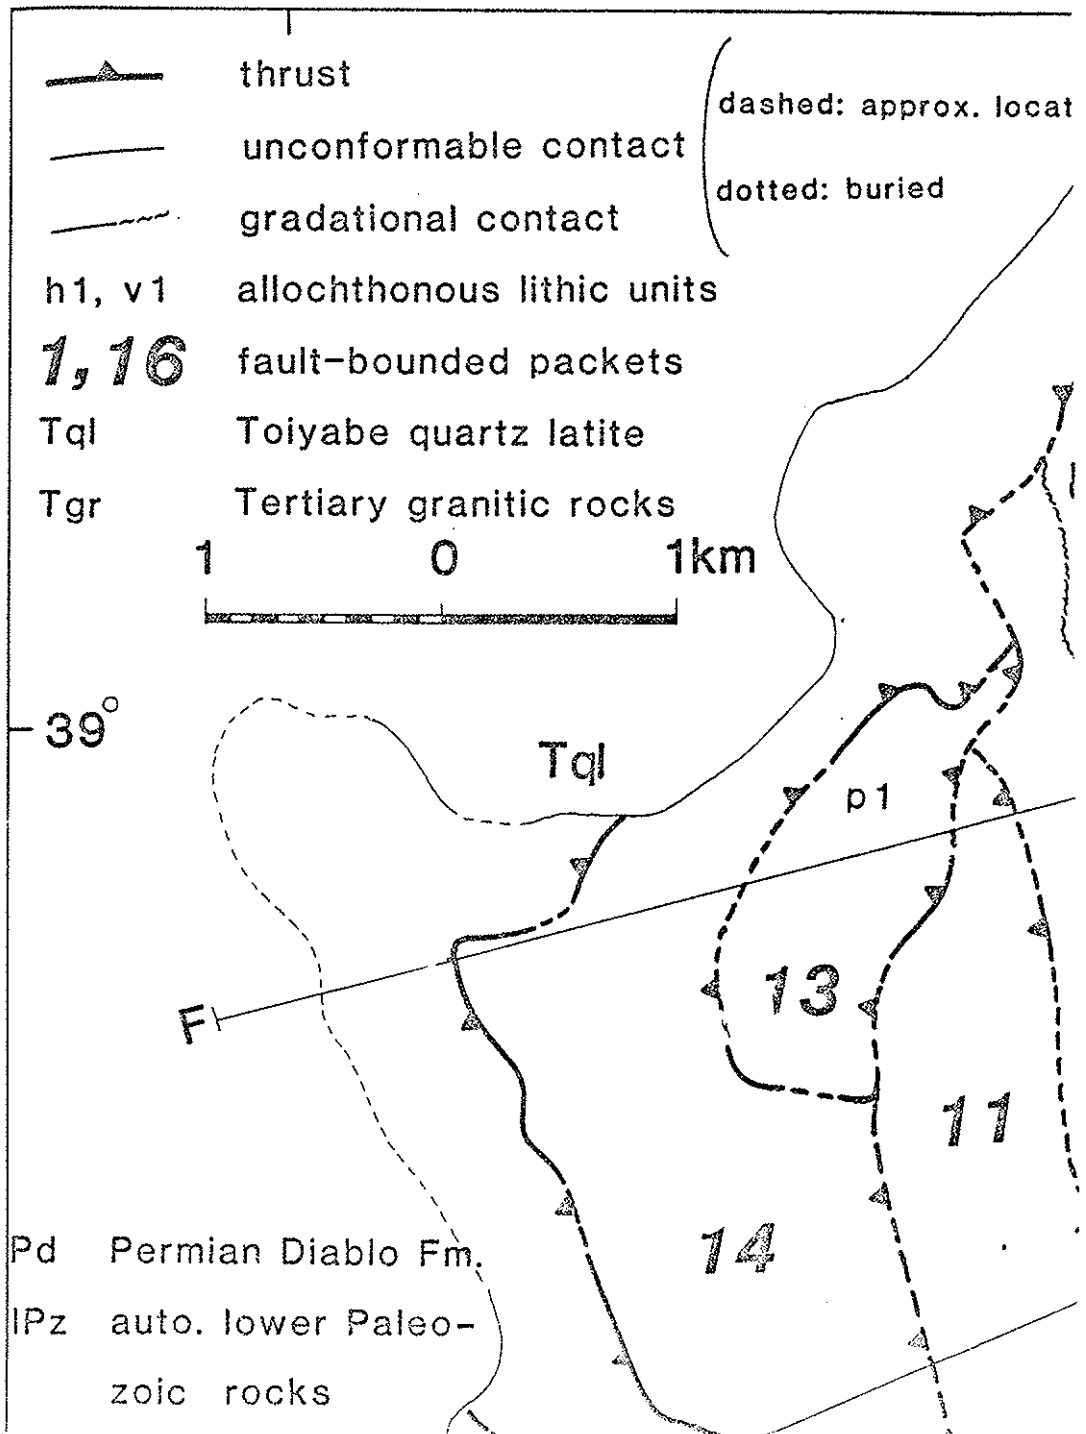 thrust
dashed: approx. locat
unconformable contact
dotted: buried
gradational contact
h1, v1 allochthonous lithic units
1, 16 fault-bounded packets
Tql Toiyabe quartz latite
Tgr Tertiary granitic rocks
1 0 1km
39°
Tql
p1
13
F
11
14
Pd Permian Diablo Fm.
lPz auto. lower Paleo-
zoic rocks